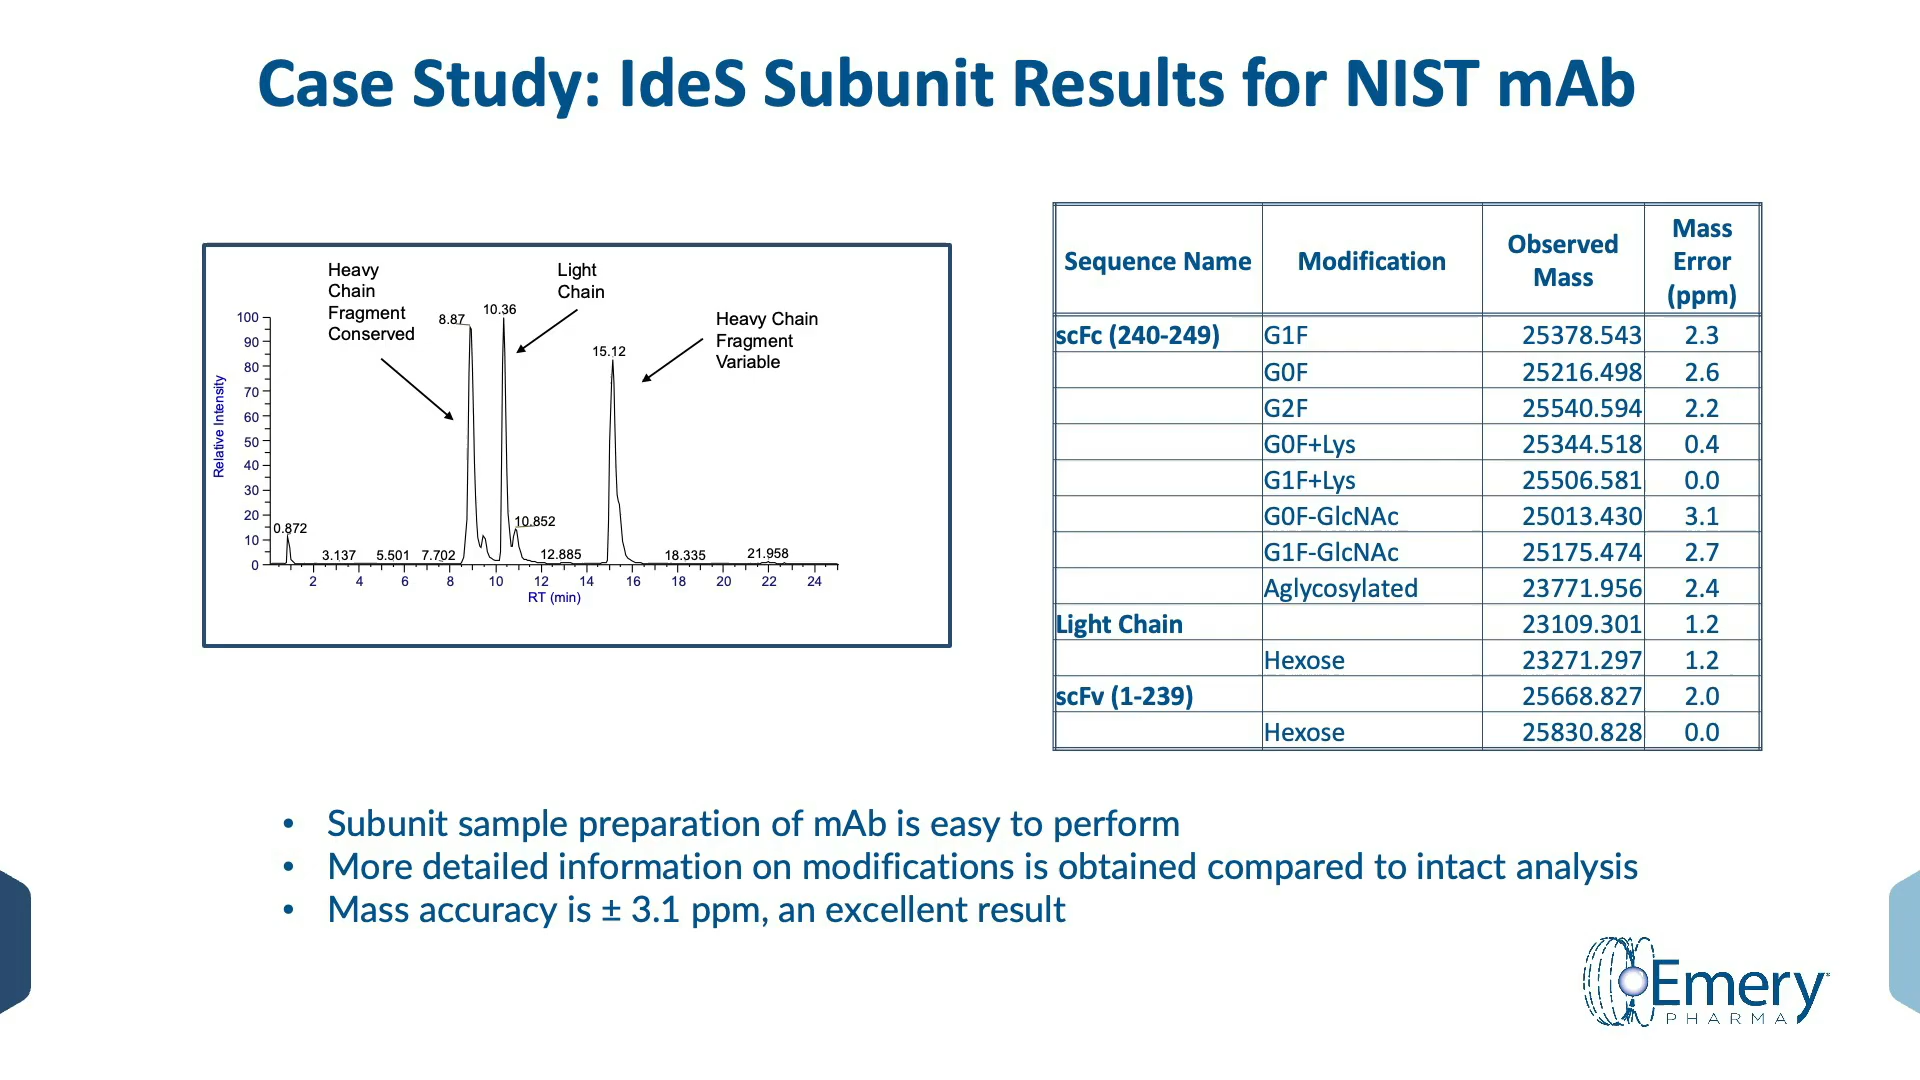 Case Study: IdeS Subunit Results for NIST mAb
Heavy
Chain
Fragment
Conserved
Light
Chain
Heavy Chain
Fragment
Variable
8.87
10.36
15.12
0.872
3.137
5.501
7.702
10.852
12.885
18.335
21.958
Relative Intensity
100
90
80
70
60
50
40
30
20
10
0
2 4 6 8 10 12 14 16 18 20 22 24
RT (min)
Sequence Name Modification Observed Mass Mass Error (ppm)
scFc (240-249) G1F 25378.543 2.3
G0F 25216.498 2.6
G2F 25540.594 2.2
G0F+Lys 25344.518 0.4
G1F+Lys 25506.581 0.0
G0F-GlcNAc 25013.430 3.1
G1F-GlcNAc 25175.474 2.7
Aglycosylated 23771.956 2.4
Light Chain 23109.301 1.2
Hexose 23271.297 1.2
scFv (1-239) 25668.827 2.0
Hexose 25830.828 0.0
• Subunit sample preparation of mAb is easy to perform
• More detailed information on modifications is obtained compared to intact analysis
• Mass accuracy is ± 3.1 ppm, an excellent result
Emery
PHARMA